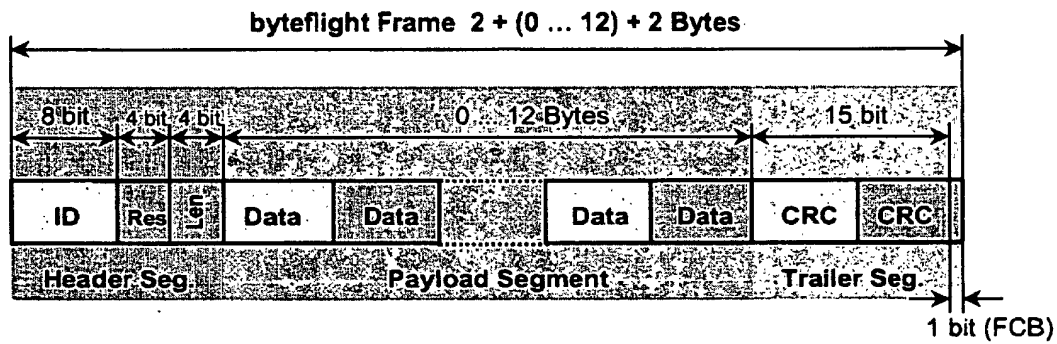 byteflight Frame 2 + (0 ... 12) + 2 Bytes
8 bit 4 bit 4 bit 0 ... 12 Bytes 15 bit
ID Res Len Data Data Data Data CRC CRC
Header Seg. Payload Segment Trailer Seg.
1 bit (FCB)